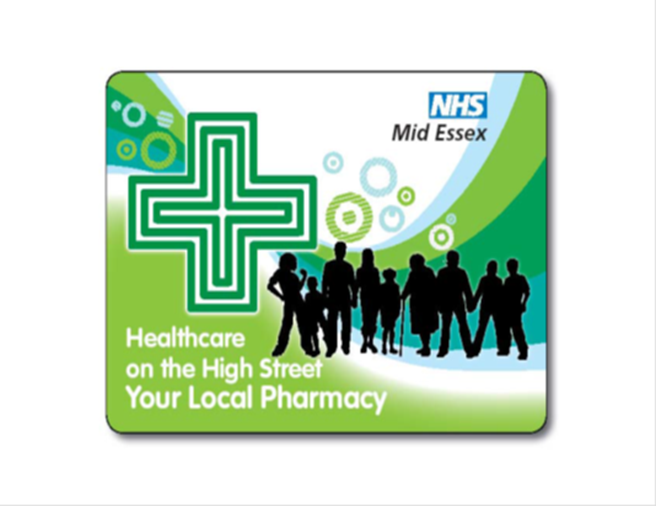 NHS
Mid Essex
Healthcare
on the High Street
Your Local Pharmacy